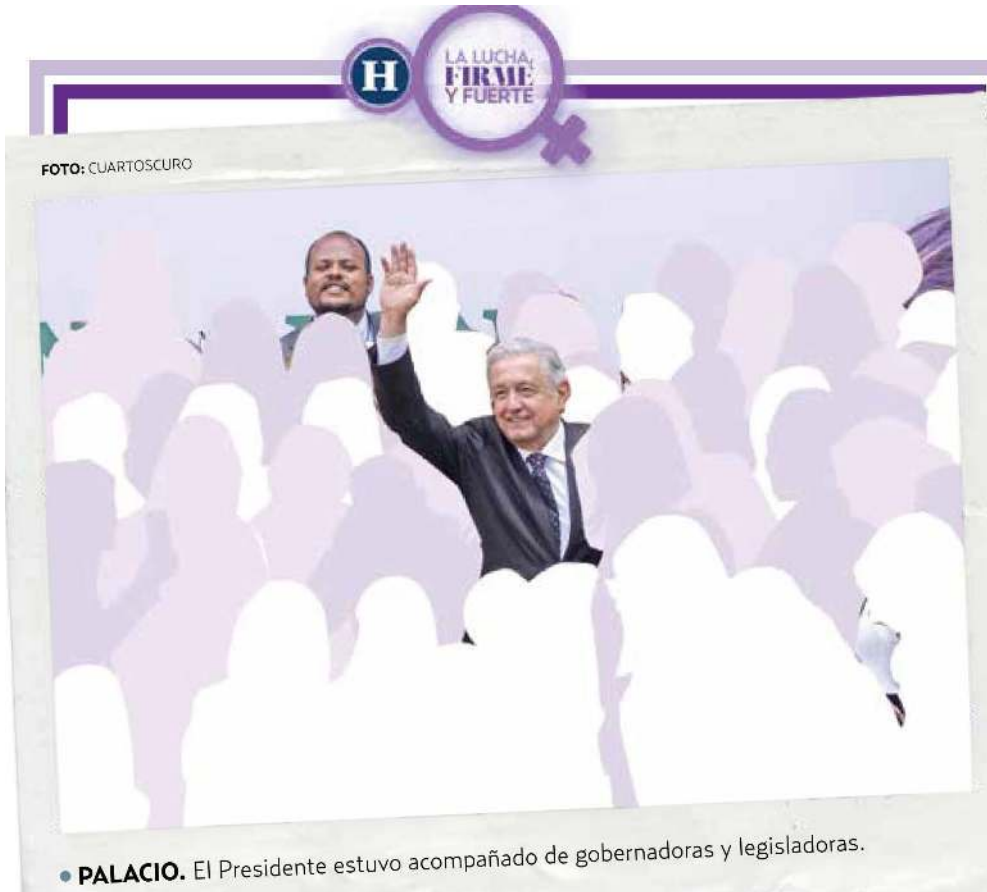 H
LA LUCHA,
FIRME
Y FUERTE
FOTO: CUARTOSCURO
• PALACIO. El Presidente estuvo acompañado de gobernadoras y legisladoras.